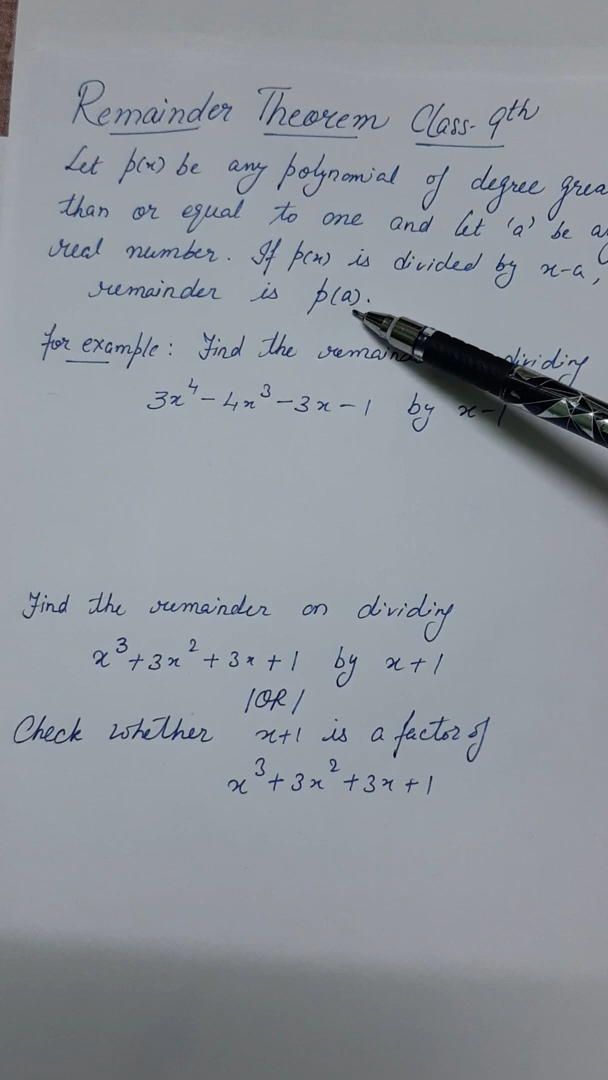 Remainder Theorem Class-9th
Let p(x) be any polynomial of degree
than or equal to one and let 'a' be
real number. If p(x) is divided by x-a,
remainder is p(a).
for example: Find the dividing
3x⁴-4x³-3x-1 by x-1
Find the remainder on dividing
x³+3x²+3x+1 by x+1
/OR/
Check whether x+1 is a factor of
x³+3x²+3x+1